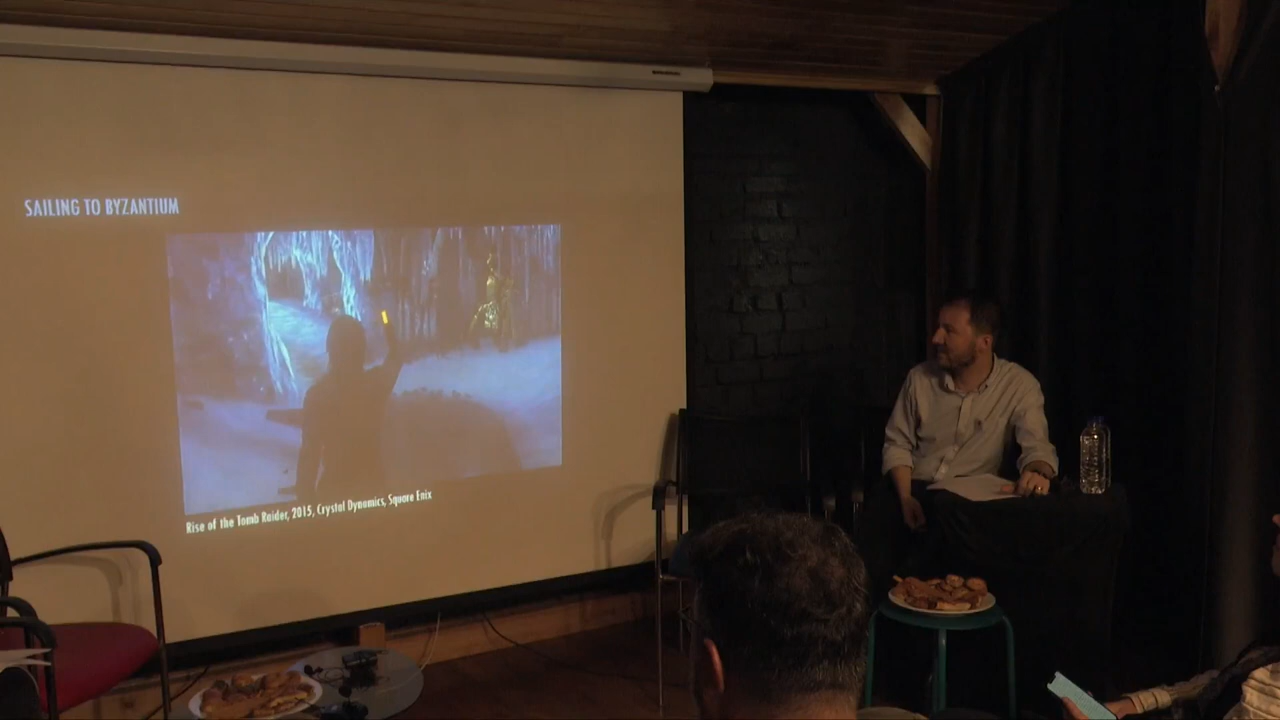 SAILING TO BYZANTIUM
Rise of the Tomb Raider, 2015, Crystal Dynamics, Square Enix